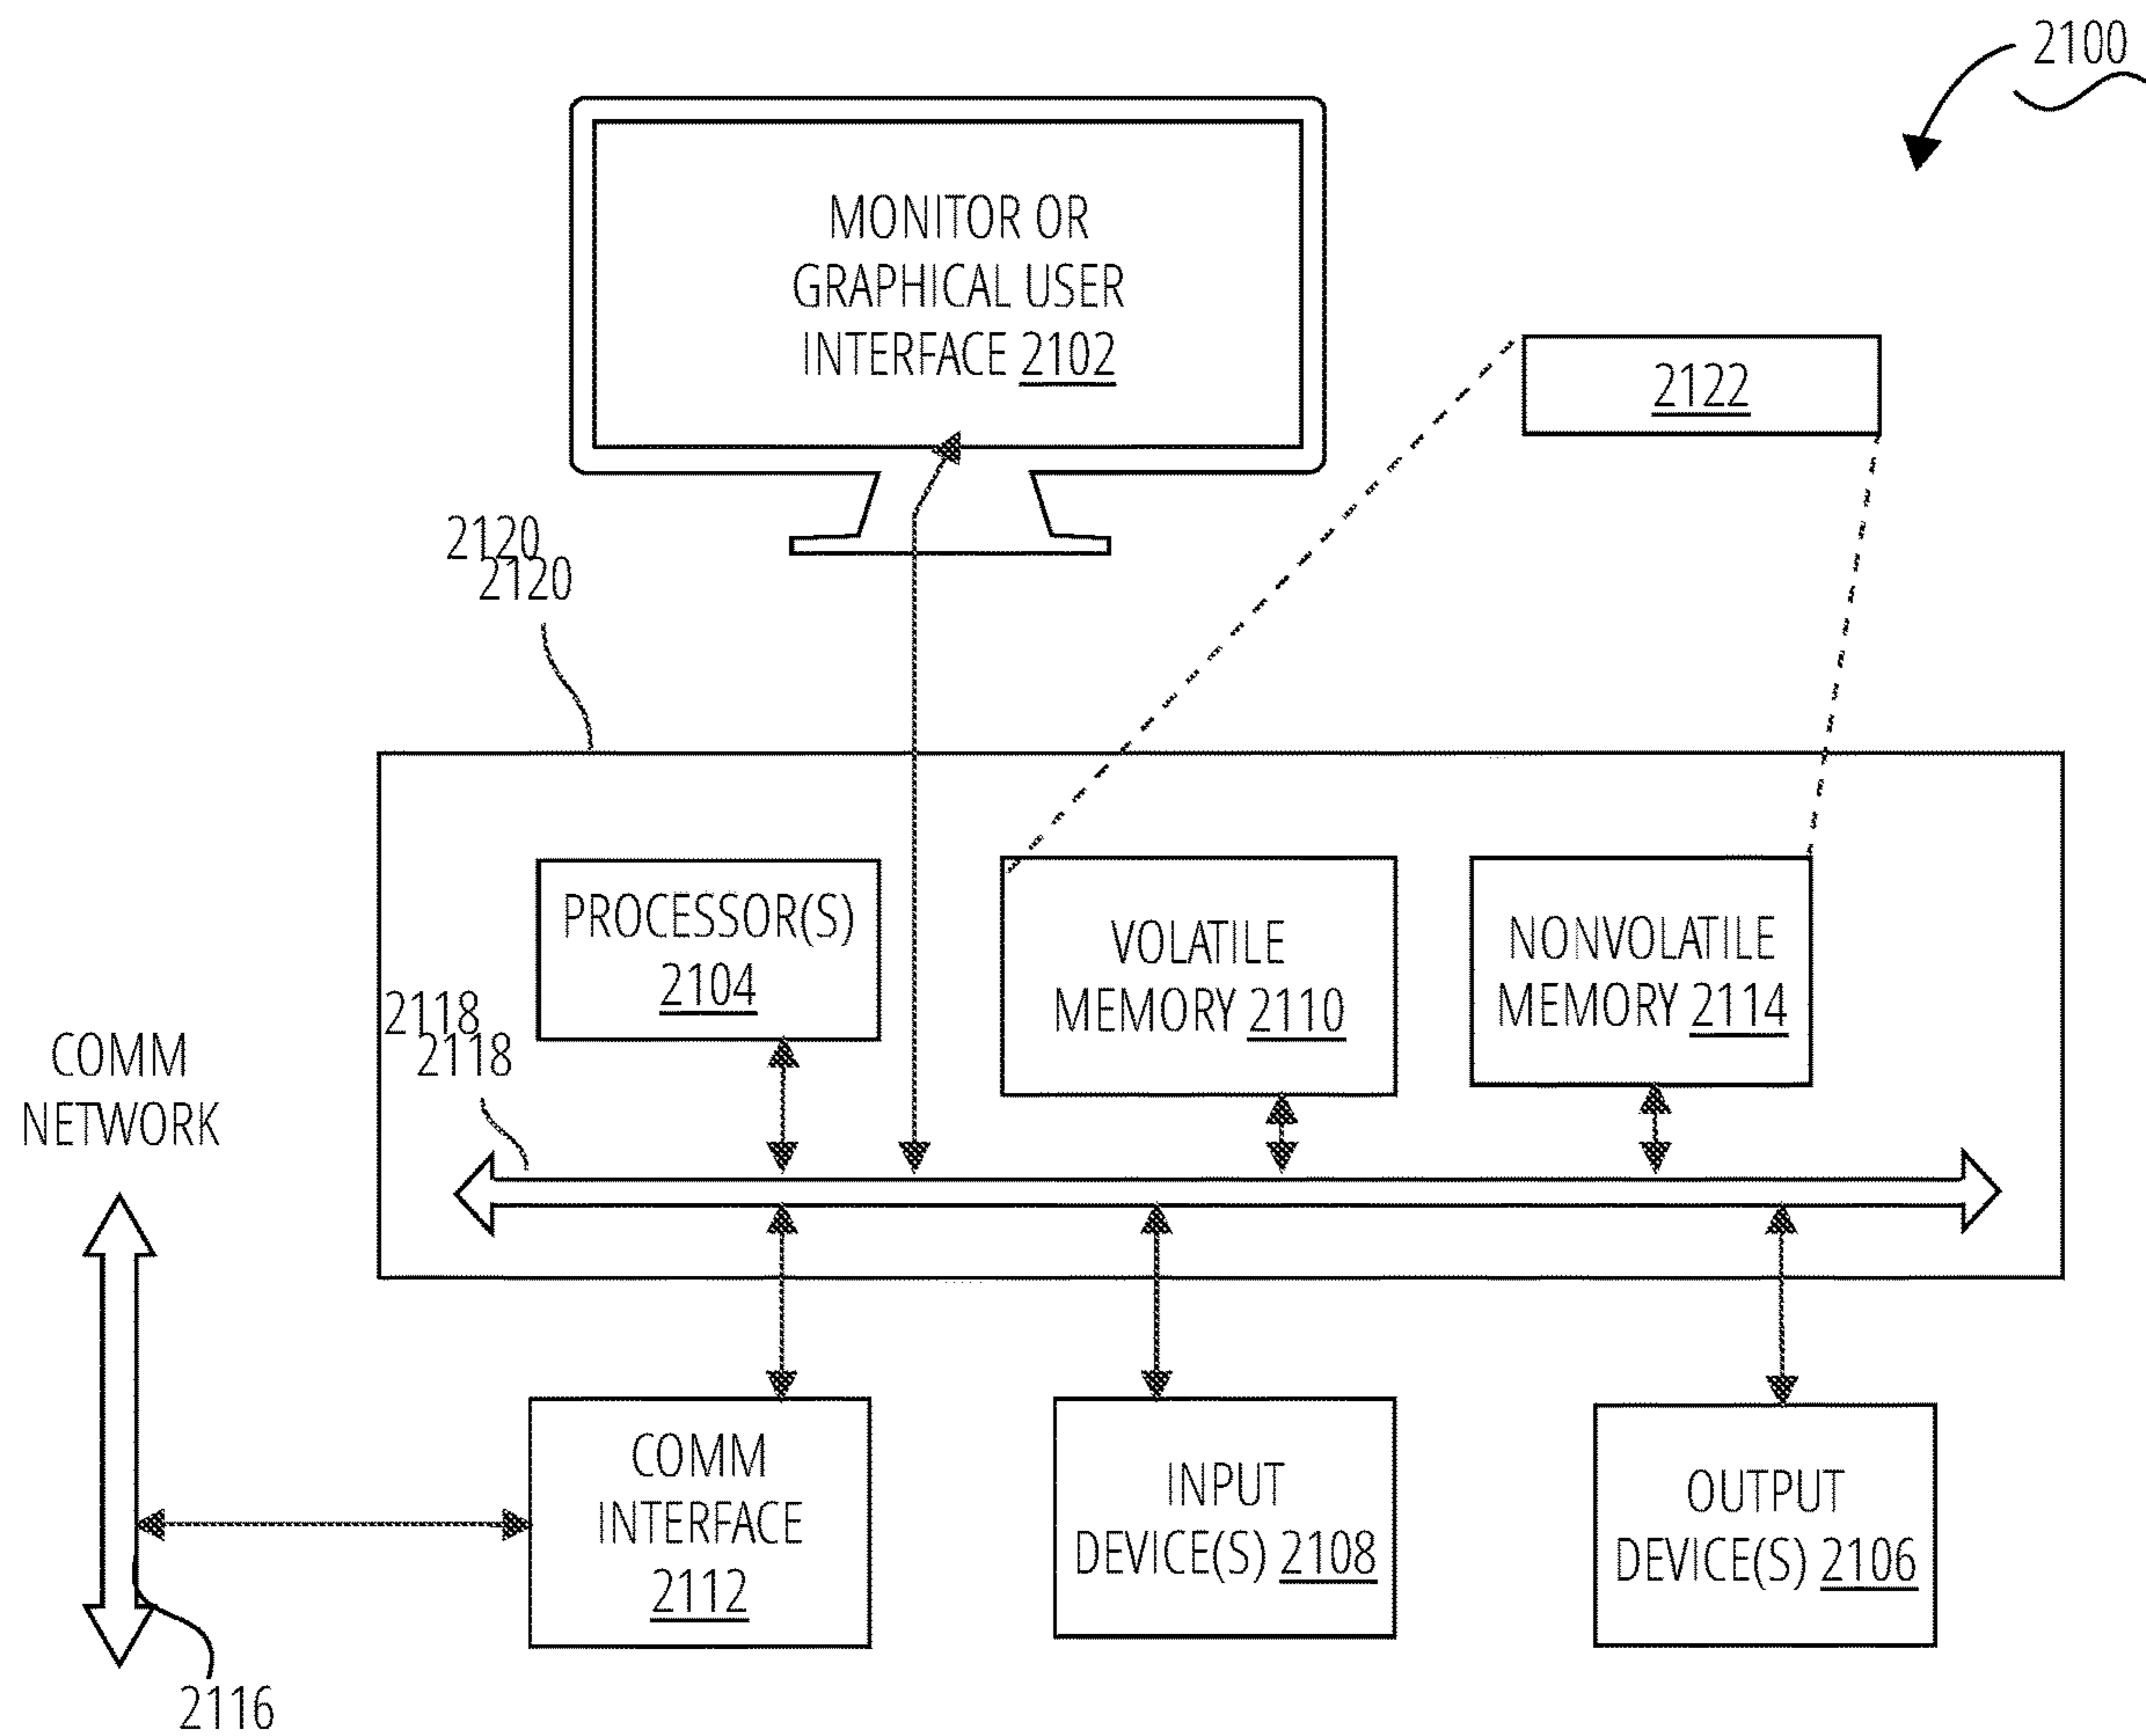 2100
MONITOR OR
GRAPHICAL USER
INTERFACE 2102
2122
2120
2120
PROCESSOR(S)
2104
VOLATILE
MEMORY 2110
NONVOLATILE
MEMORY 2114
2118
2118
COMM
NETWORK
COMM
INTERFACE
2112
INPUT
DEVICE(S) 2108
OUTPUT
DEVICE(S) 2106
2116